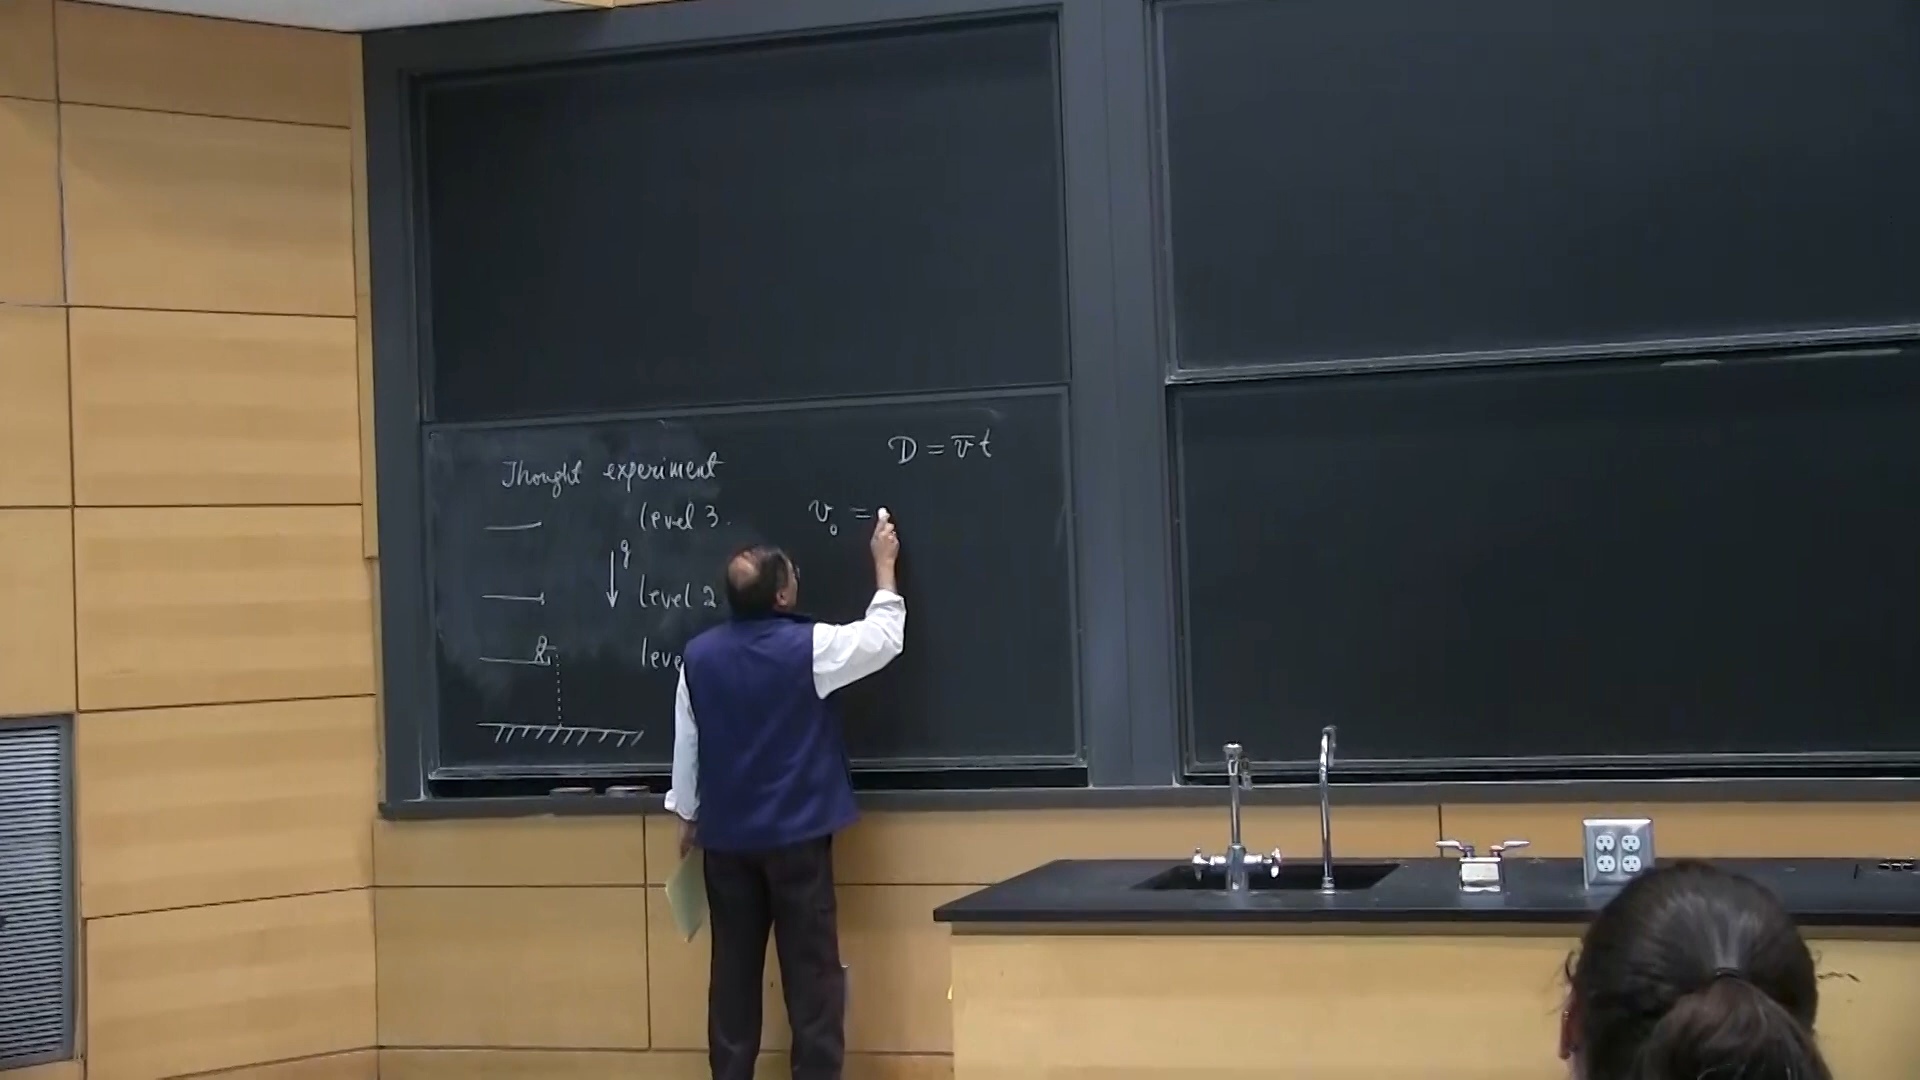 Thought experiment
D = v̅ t
level 3.
v₀ =
g
level 2
leve